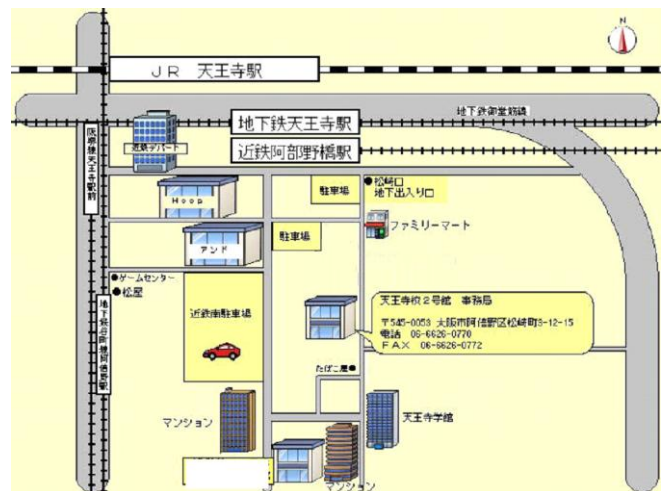 N
JR 天王寺駅
地下鉄御堂筋線
地下鉄天王寺駅
近鉄阿部野橋駅
近鉄デパート
阪堺線天王寺駅前
Hoop
駐車場
●松崎口
地下出入り口
ファミリーマート
アンド
駐車場
●ゲームセンター
●松屋
近鉄南駐車場
地下鉄谷町線阿倍野駅
天王寺校2号館 事務局
〒545-0053 大阪市阿倍野区松崎町3-12-15
電話 06-6626-0770
FAX 06-6626-0772
たばこ屋●
マンション
天王寺学館
マンション